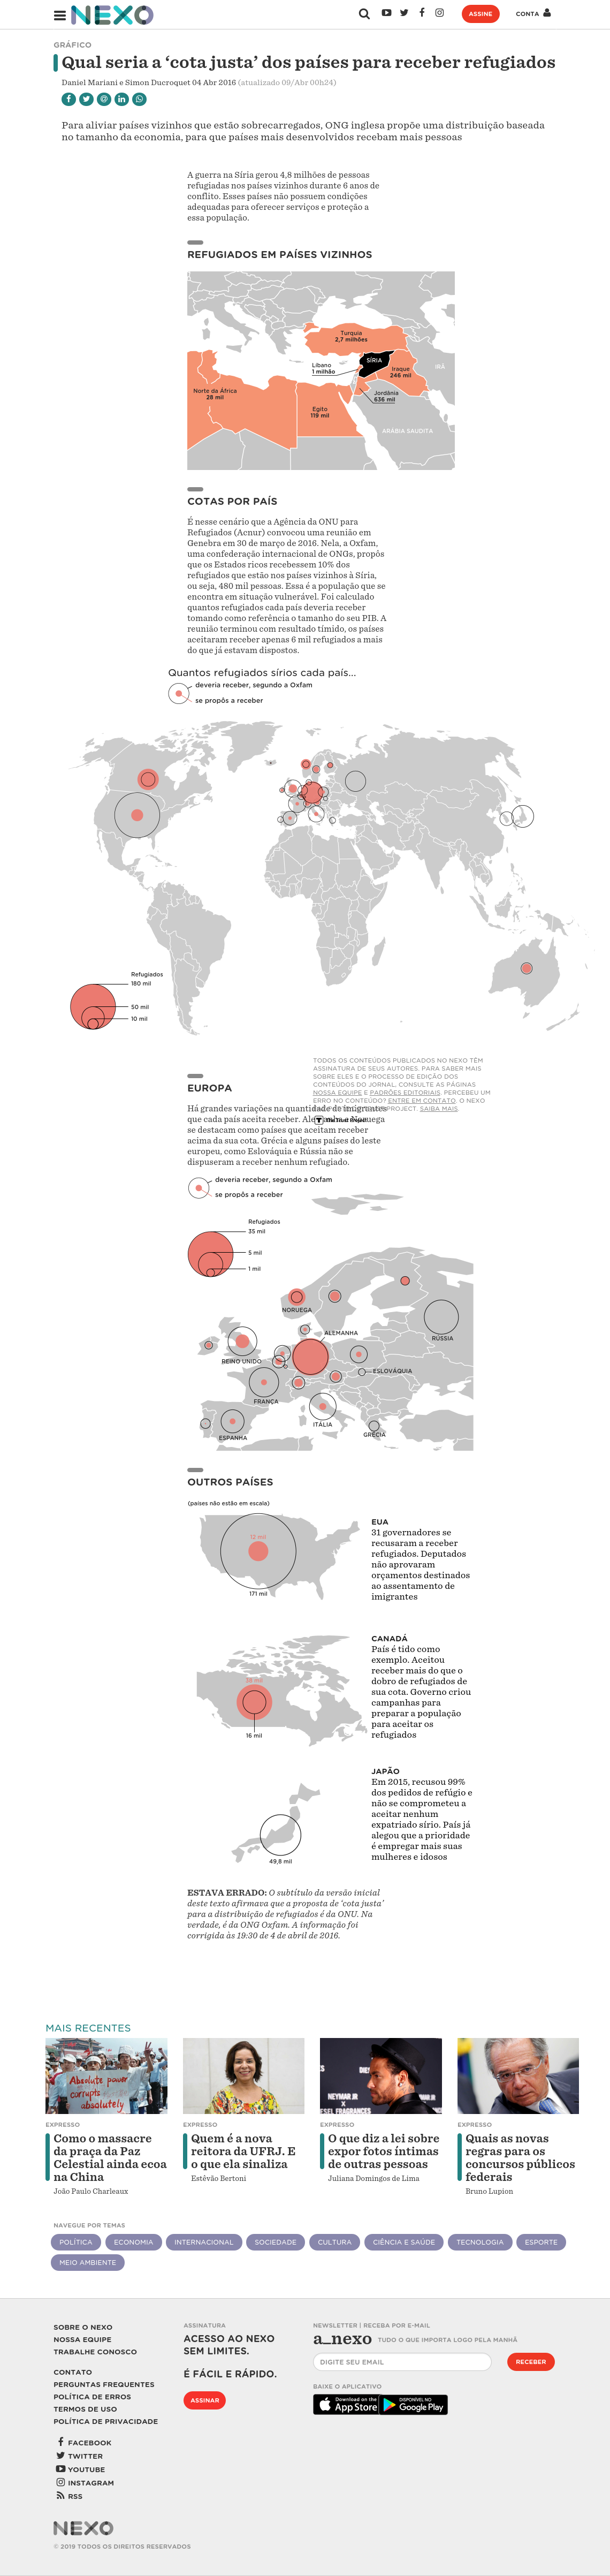 NEXO
ASSINE
CONTA
GRÁFICO
Qual seria a ‘cota justa’ dos países para receber refugiados
Daniel Mariani e Simon Ducroquet 04 Abr 2016 (atualizado 09/Abr 00h24)
Para aliviar países vizinhos que estão sobrecarregados, ONG inglesa propõe uma distribuição baseada
no tamanho da economia, para que países mais desenvolvidos recebam mais pessoas
A guerra na Síria gerou 4,8 milhões de pessoas
refugiadas nos países vizinhos durante 6 anos de
conflito. Esses países não possuem condições
adequadas para oferecer serviços e proteção a
essa população.
REFUGIADOS EM PAÍSES VIZINHOS
Turquia
2,7 milhões
Líbano
1 milhão
SÍRIA
Iraque
246 mil
IRÃ
Norte da África
28 mil
Jordânia
636 mil
Egito
119 mil
ARÁBIA SAUDITA
COTAS POR PAÍS
É nesse cenário que a Agência da ONU para
Refugiados (Acnur) convocou uma reunião em
Genebra em 30 de março de 2016. Nela, a Oxfam,
uma confederação internacional de ONGs, propôs
que os Estados ricos recebessem 10% dos
refugiados que estão nos países vizinhos à Síria,
ou seja, 480 mil pessoas. Essa é a população que se
encontra em situação vulnerável. Foi calculado
quantos refugiados cada país deveria receber
tomando como referência o tamanho do seu PIB. A
reunião terminou com resultado tímido, os países
aceitaram receber apenas 6 mil refugiados a mais
do que já estavam dispostos.
Quantos refugiados sírios cada país...
deveria receber, segundo a Oxfam
se propôs a receber
Refugiados
180 mil
50 mil
10 mil
TODOS OS CONTEÚDOS PUBLICADOS NO NEXO TÊM
ASSINATURA DE SEUS AUTORES. PARA SABER MAIS
SOBRE ELES E O PROCESSO DE EDIÇÃO DOS
CONTEÚDOS DO JORNAL, CONSULTE AS PÁGINAS
NOSSA EQUIPE E PADRÕES EDITORIAIS. PERCEBEU UM
ERRO NO CONTEÚDO? ENTRE EM CONTATO. O NEXO
PROJECT. SAIBA MAIS.
EUROPA
Há grandes variações entre a quantidade de imigrantes
que cada país aceita receber. Alemanha e Noruega
se destacam como países que aceitam receber
acima da sua cota. Grécia e alguns países do leste
europeu, como Eslováquia e Rússia não se
dispuseram a receber nenhum refugiado.
deveria receber, segundo a Oxfam
se propôs a receber
Refugiados
35 mil
5 mil
1 mil
NORUEGA
RÚSSIA
ALEMANHA
REINO UNIDO
ESLOVÁQUIA
FRANÇA
ITÁLIA
GRÉCIA
ESPANHA
OUTROS PAÍSES
(países não estão em escala)
12 mil
171 mil
EUA
31 governadores se
recusaram a receber
refugiados. Deputados
não aprovaram
orçamentos destinados
ao assentamento de
imigrantes
16 mil
CANADÁ
País é tido como
exemplo. Aceitou
receber mais do que o
dobro de refugiados de
sua cota. Governo criou
campanhas para
preparar a população
para aceitar os
refugiados
49,8 mil
JAPÃO
Em 2015, recusou 99%
dos pedidos de refúgio e
não se comprometeu a
aceitar nenhum
expatriado sírio. País já
alegou que a prioridade
é empregar mais suas
mulheres e idosos
ESTAVA ERRADO: O subtítulo da versão inicial
deste texto afirmava que a proposta de ‘cota justa’
para a distribuição de refugiados é da ONU. Na
verdade, é da ONG Oxfam. A informação foi
corrigida às 19:30 de 4 de abril de 2016.
MAIS RECENTES
Absolute power
corrupts
absolutely
NEYMAR JR
DIESEL FRAGRANCES
EXPRESSO
Como o massacre
da praça da Paz
Celestial ainda ecoa
na China
João Paulo Charleaux
EXPRESSO
Quem é a nova
reitora da UFRJ. E
o que ela sinaliza
Estêvão Bertoni
EXPRESSO
O que diz a lei sobre
expor fotos íntimas
de outras pessoas
Juliana Domingos de Lima
EXPRESSO
Quais as novas
regras para os
concursos públicos
federais
Bruno Lupion
NAVEGUE POR TEMAS
POLÍTICA
ECONOMIA
INTERNACIONAL
SOCIEDADE
CULTURA
CIÊNCIA E SAÚDE
TECNOLOGIA
ESPORTE
MEIO AMBIENTE
SOBRE O NEXO
NOSSA EQUIPE
TRABALHE CONOSCO
CONTATO
PERGUNTAS FREQUENTES
POLÍTICA DE ERROS
TERMOS DE USO
POLÍTICA DE PRIVACIDADE
FACEBOOK
TWITTER
YOUTUBE
INSTAGRAM
RSS
ASSINATURA
ACESSO AO NEXO
SEM LIMITES.
É FÁCIL E RÁPIDO.
ASSINAR
NEWSLETTER | RECEBA POR E-MAIL
a_nexo TUDO O QUE IMPORTA LOGO PELA MANHÃ
DIGITE SEU EMAIL
RECEBER
BAIXE O APLICATIVO
Download on the
App Store
DISPONÍVEL NO
Google Play
NEXO
© 2019 TODOS OS DIREITOS RESERVADOS